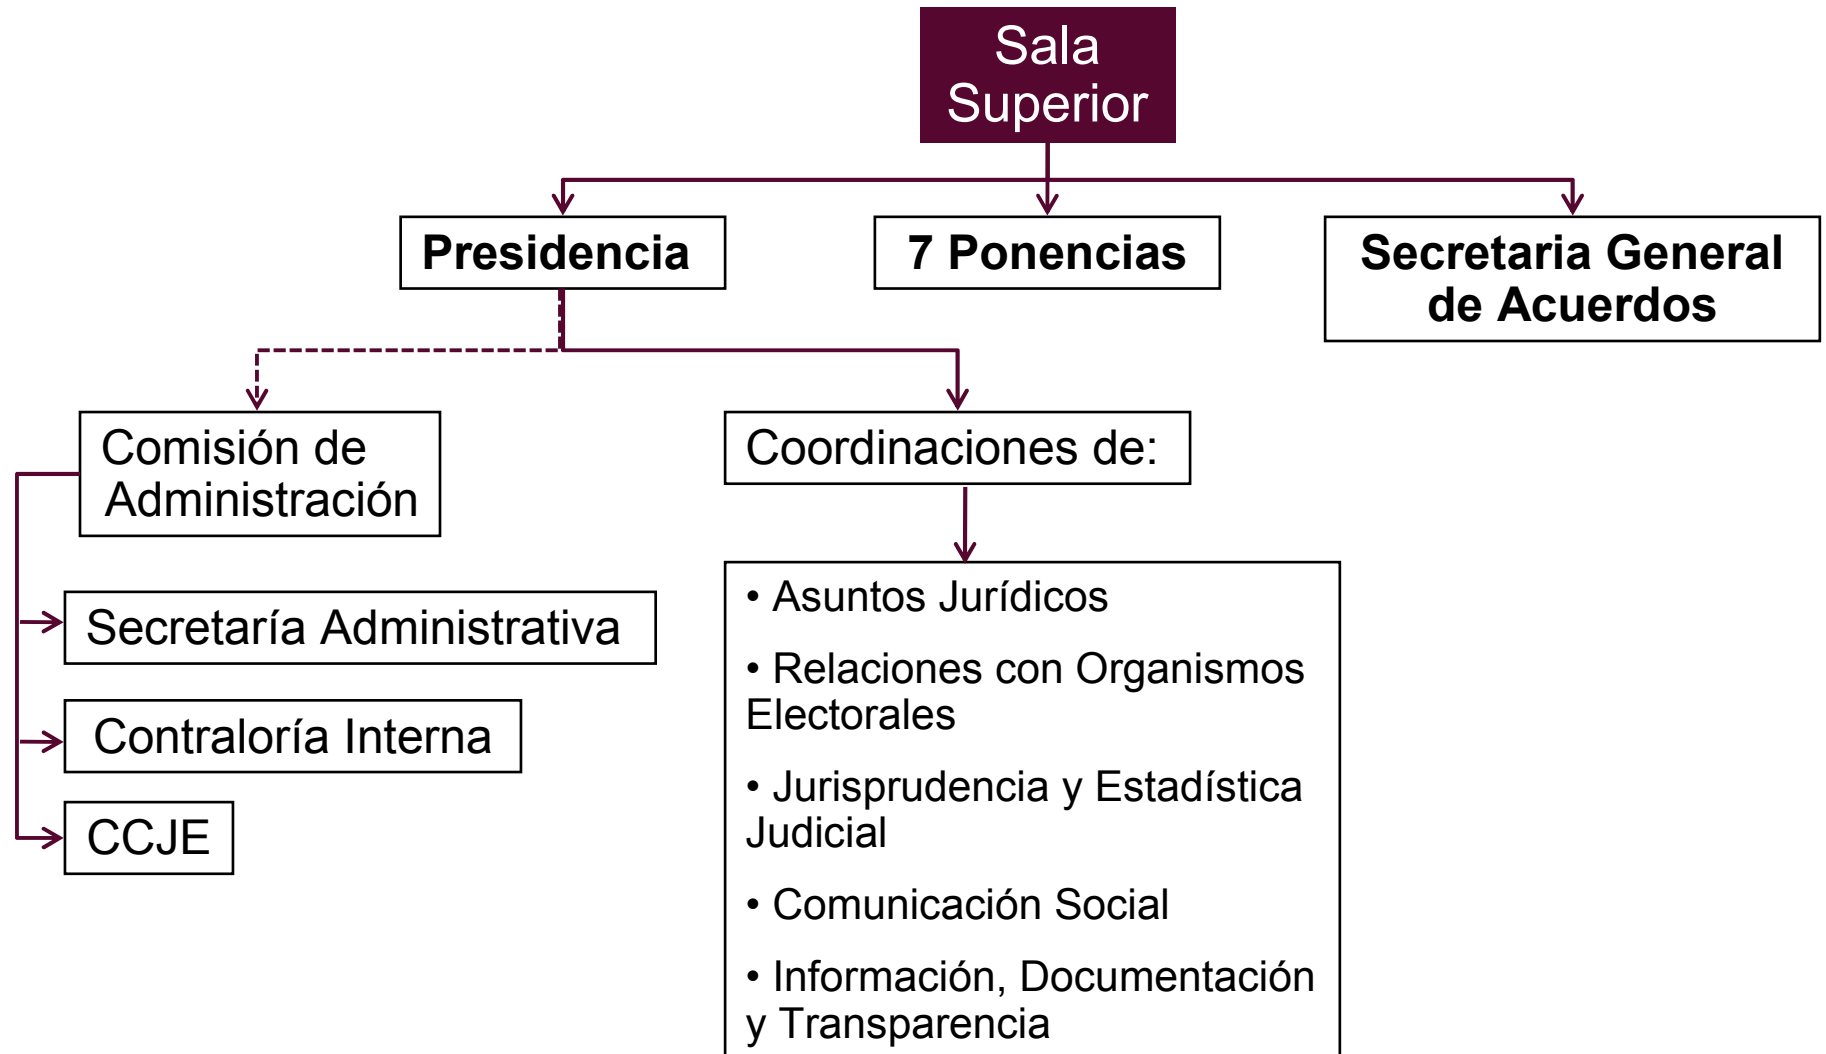 Sala
Superior
Presidencia
7 Ponencias
Secretaria General
de Acuerdos
Comisión de
Administración
Coordinaciones de:
Secretaría Administrativa
Contraloría Interna
CCJE
• Asuntos Jurídicos
• Relaciones con Organismos
Electorales
• Jurisprudencia y Estadística
Judicial
• Comunicación Social
• Información, Documentación
y Transparencia